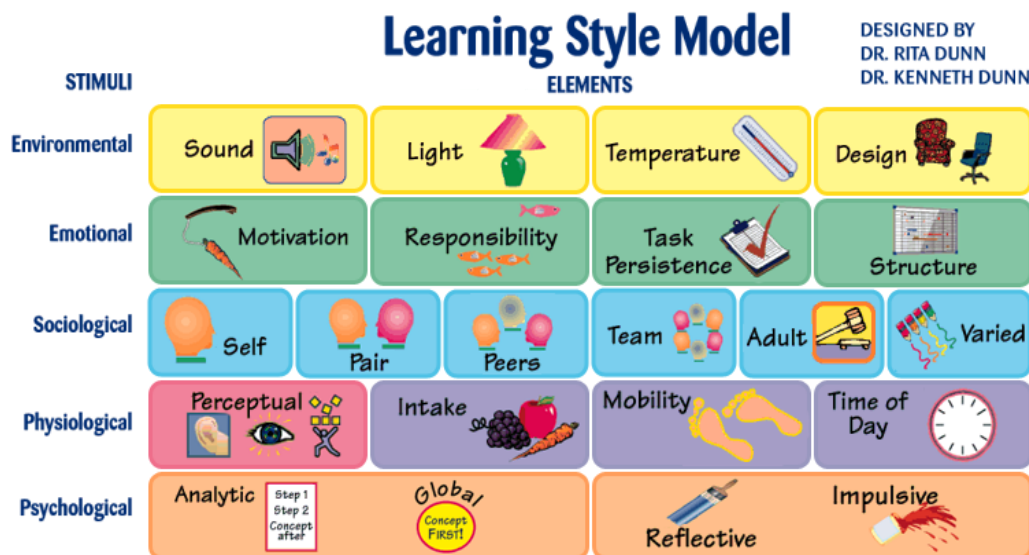 Learning Style Model
DESIGNED BY
DR. RITA DUNN
DR. KENNETH DUNN
STIMULI
ELEMENTS
Environmental
Sound
Light
Temperature
Design
Emotional
Motivation
Responsibility
Task
Persistence
Structure
Sociological
Self
Pair
Peers
Team
Adult
Varied
Physiological
Perceptual
Intake
Mobility
Time of
Day
Psychological
Analytic
Step 1
Step 2
Concept
after
Global
Concept
FIRST!
Reflective
Impulsive